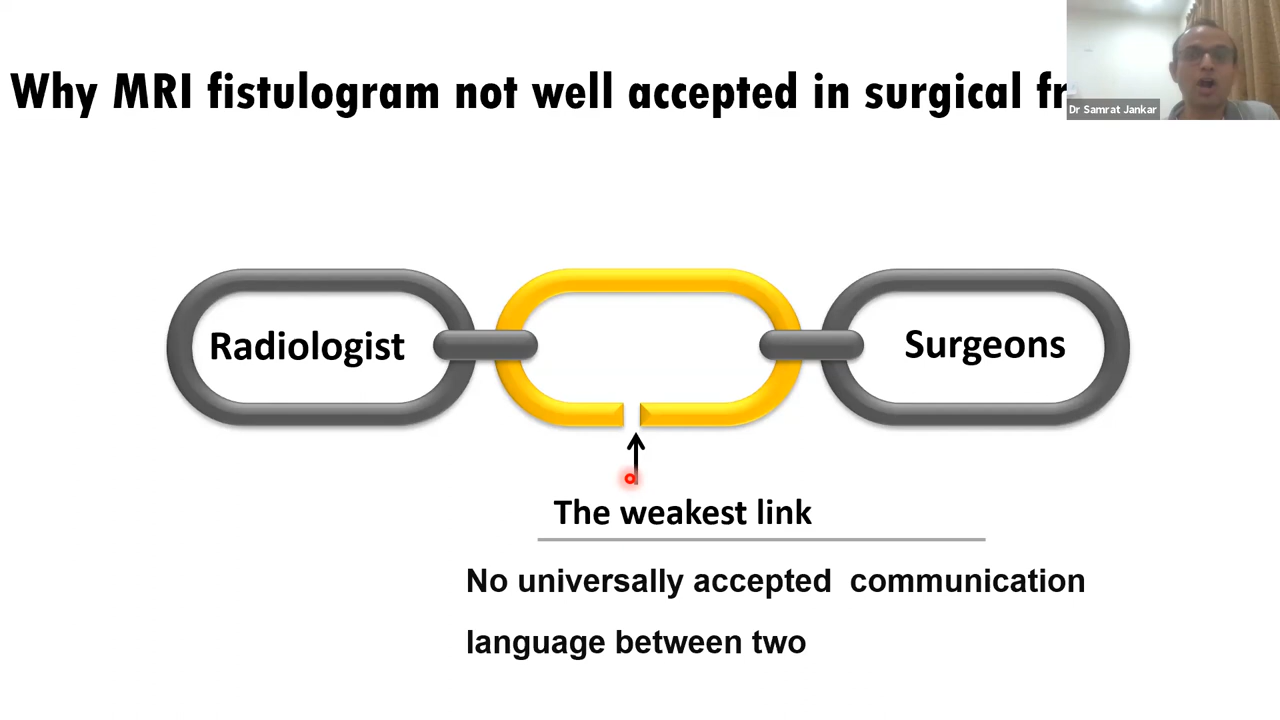 Why MRI fistulogram not well accepted in surgical
Dr Samrat Jankar
Radiologist
Surgeons
The weakest link
No universally accepted communication
language between two